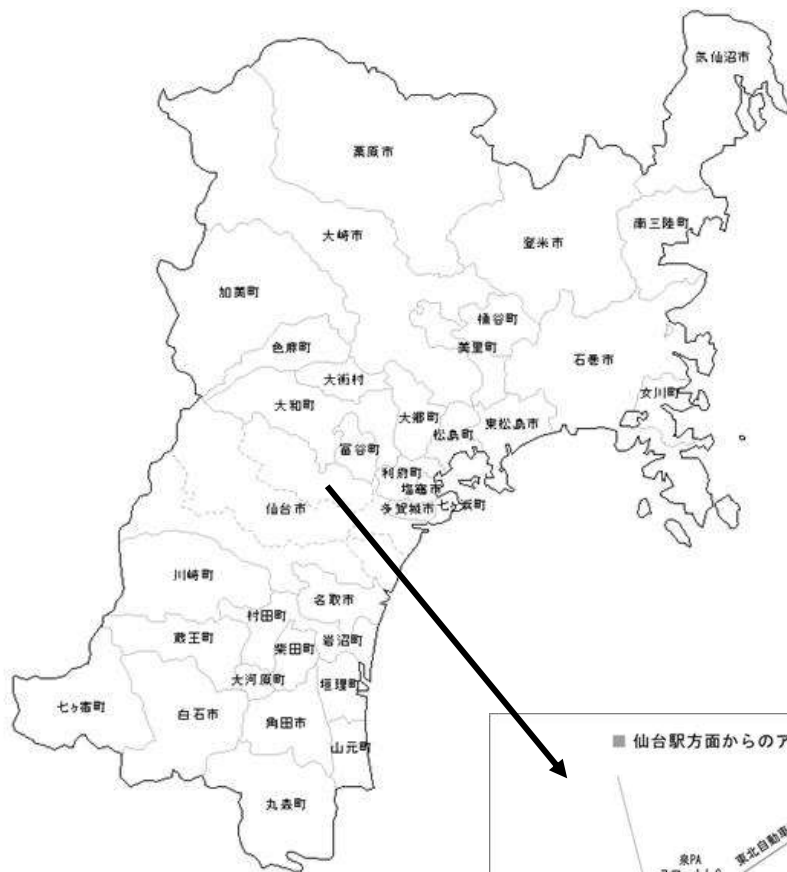 気仙沼市
栗原市
南三陸町
登米市
大崎市
加美町
涌谷町
美里町
色麻町
石巻市
大衡村
女川町
大和町
大郷町
東松島市
松島町
富谷町
利府町
塩竈市
七ヶ浜町
多賀城市
仙台市
川崎町
名取市
村田町
岩沼町
蔵王町
柴田町
大河原町
亘理町
七ヶ宿町
白石市
角田市
山元町
丸森町
■ 仙台駅方面からのア
東北自動車
泉PA